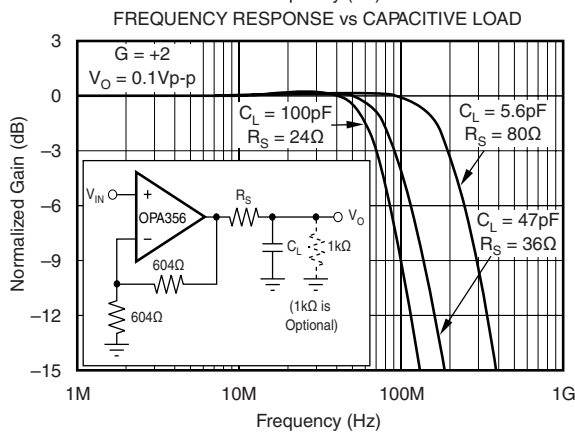 FREQUENCY RESPONSE vs CAPACITIVE LOAD
3
0
–3
–6
–9
–12
–15
Normalized Gain (dB)
G = +2
V_O = 0.1Vp-p
C_L = 100pF
R_S = 24Ω
C_L = 5.6pF
R_S = 80Ω
C_L = 47pF
R_S = 36Ω
V_IN
+
OPA356
–
R_S
V_O
C_L
1kΩ
604Ω
604Ω
(1kΩ is
Optional)
1M
10M
100M
1G
Frequency (Hz)